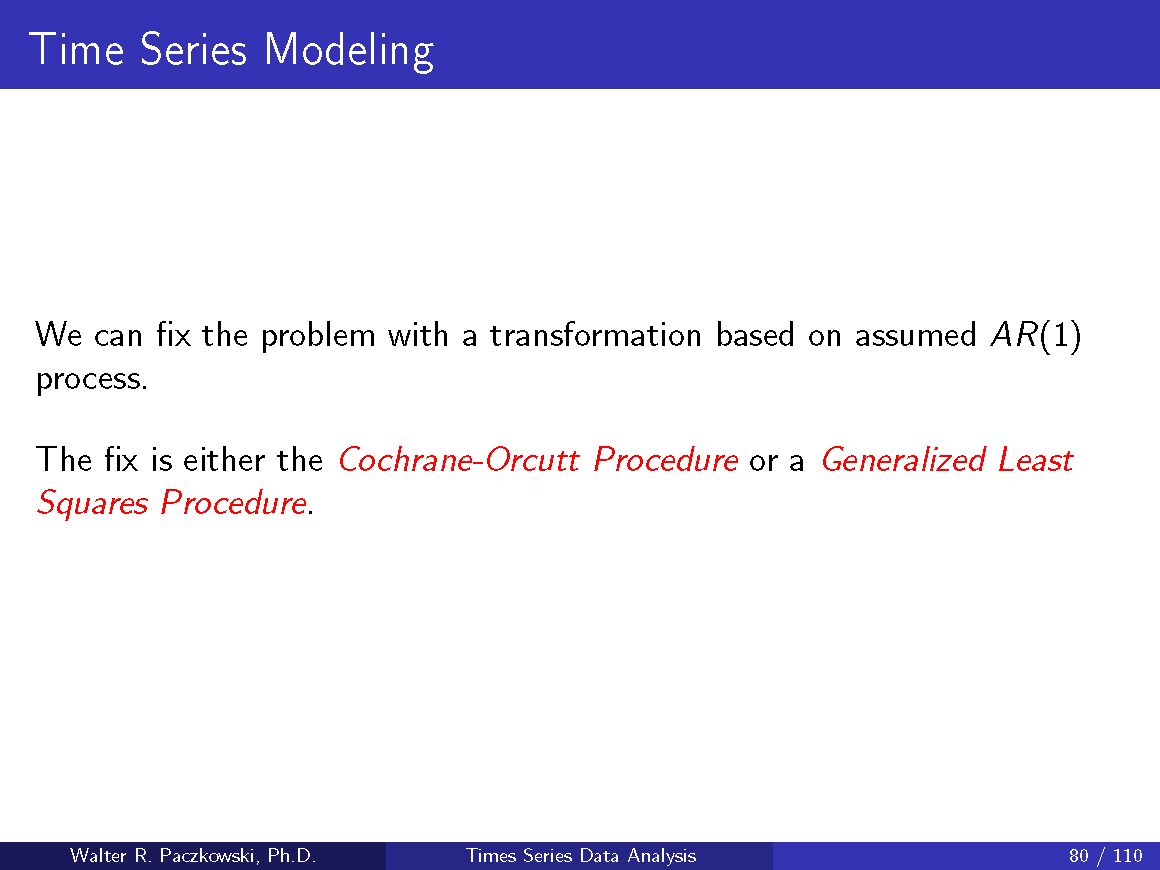 Time Series Modeling
We can fix the problem with a transformation based on assumed AR(1)
process.
The fix is either the Cochrane-Orcutt Procedure or a Generalized Least
Squares Procedure.
Walter R. Paczkowski, Ph.D.
Times Series Data Analysis
80 / 110